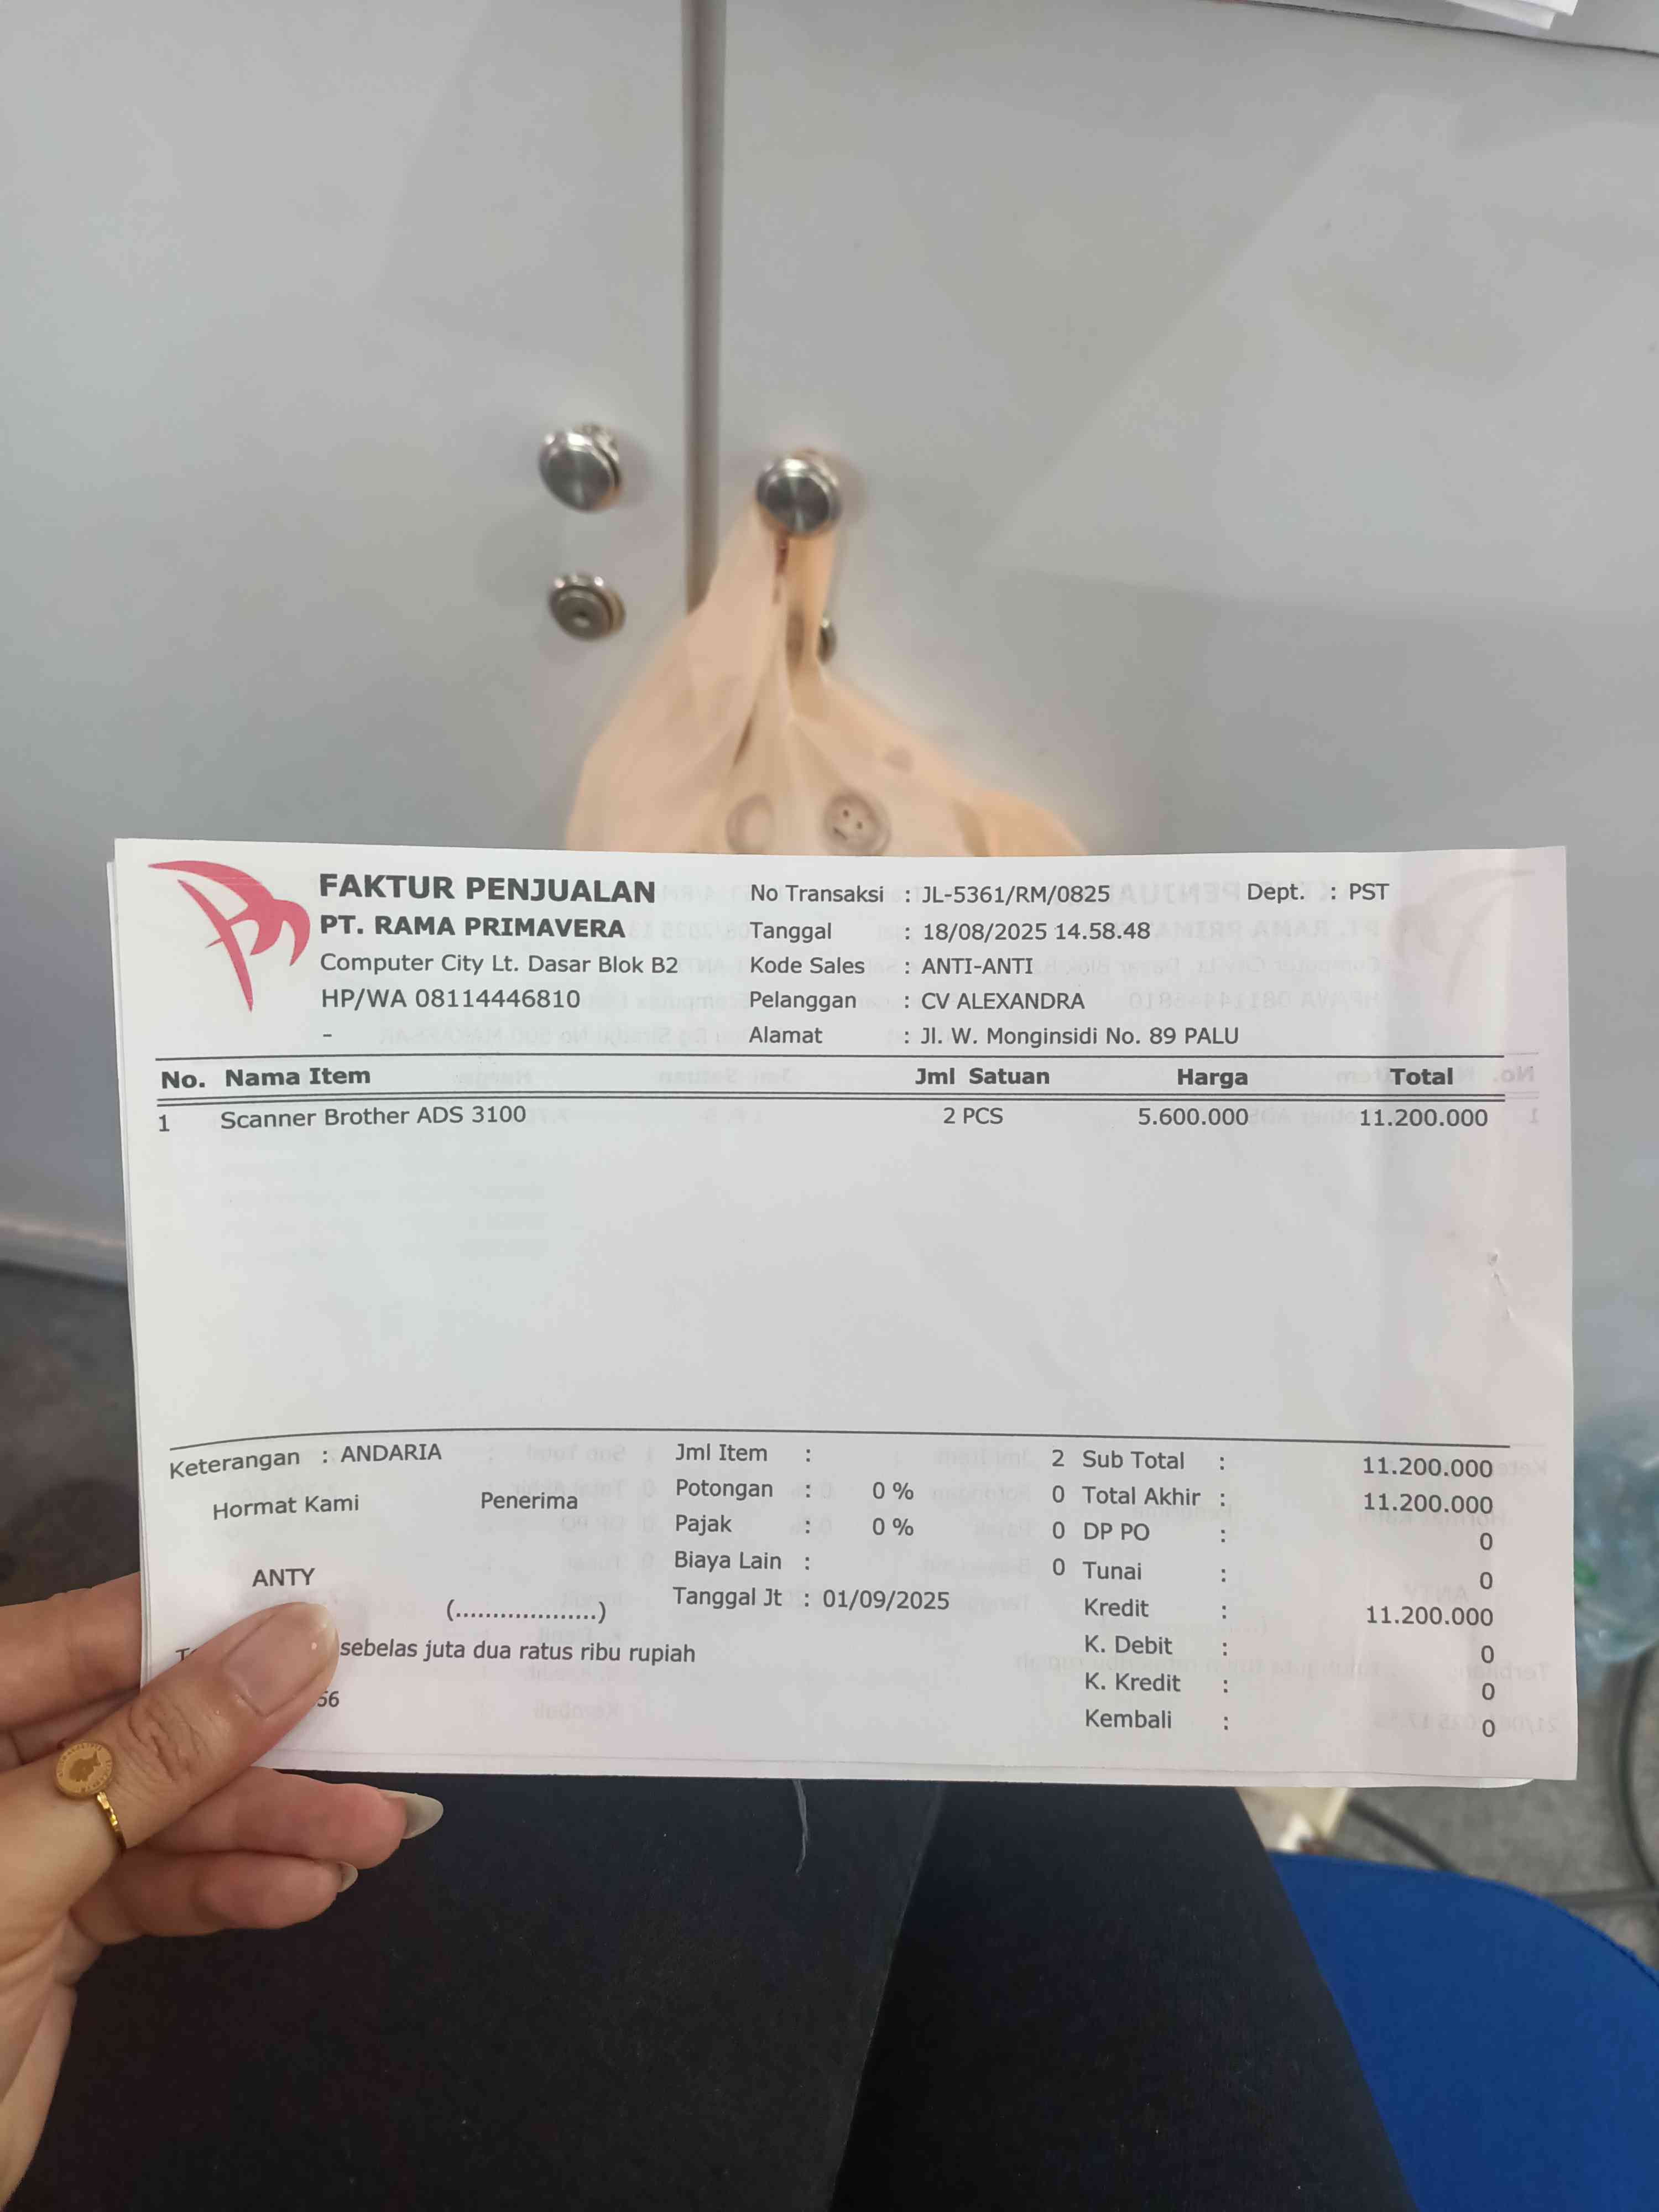 FAKTUR PENJUALAN
PT. RAMA PRIMAVERA
Computer City Lt. Dasar Blok B2
HP/WA 08114446810
-
No Transaksi : JL-5361/RM/0825 Dept. : PST
Tanggal : 18/08/2025 14.58.48
Kode Sales : ANTI-ANTI
Pelanggan : CV ALEXANDRA
Alamat : Jl. W. Monginsidi No. 89 PALU
No. Nama Item Jml Satuan Harga Total
1 Scanner Brother ADS 3100 2 PCS 5.600.000 11.200.000
Keterangan : ANDARIA
Hormat Kami Penerima
ANTY
(...................)
sebelas juta dua ratus ribu rupiah
56
Jml Item : 2
Potongan : 0 % 0
Pajak : 0 % 0
Biaya Lain : 0
Tanggal Jt : 01/09/2025
Sub Total : 11.200.000
Total Akhir : 11.200.000
DP PO : 0
Tunai : 0
Kredit : 11.200.000
K. Debit : 0
K. Kredit : 0
Kembali : 0